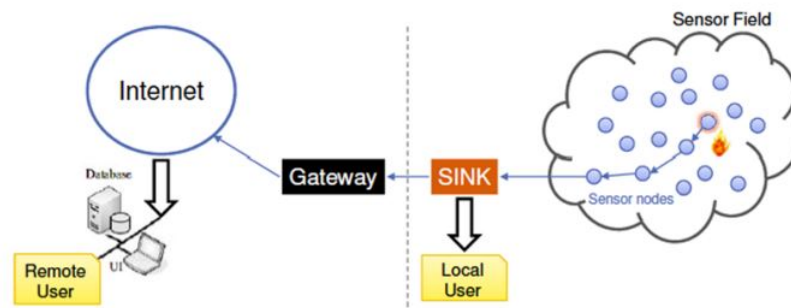 Sensor Field
Internet
Database
Gateway
SINK
Sensor nodes
UI
Remote
User
Local
User